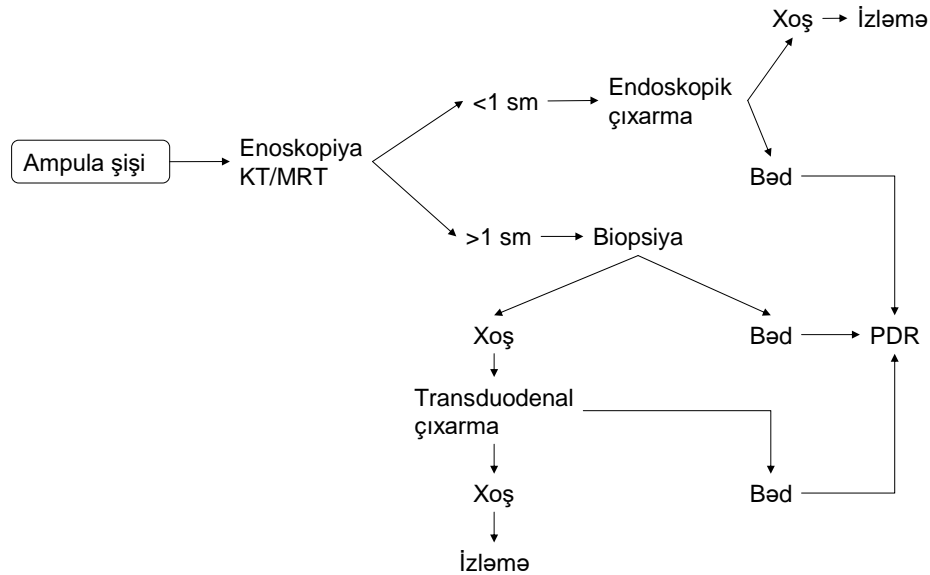 Xoş
İzləmə
<1 sm
Endoskopik
çıxarma
Ampula şişi
Enoskopiya
KT/MRT
Bəd
>1 sm
Biopsiya
Xoş
Bəd
PDR
Transduodenal
çıxarma
Xoş
Bəd
İzləmə